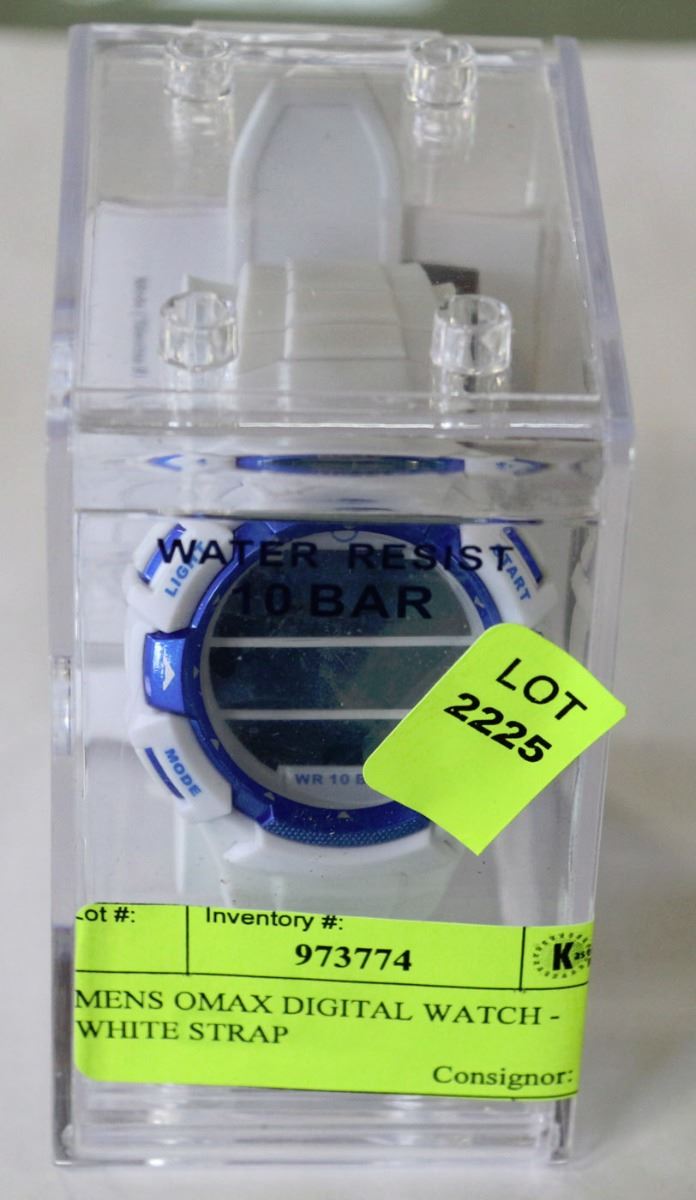 WATER RESIST
10 BAR
LIGHT
START
MODE
WR 10 B
LOT
2225
Lot #:
Inventory #:
973774
Kas
MENS OMAX DIGITAL WATCH -
WHITE STRAP
Consignor: